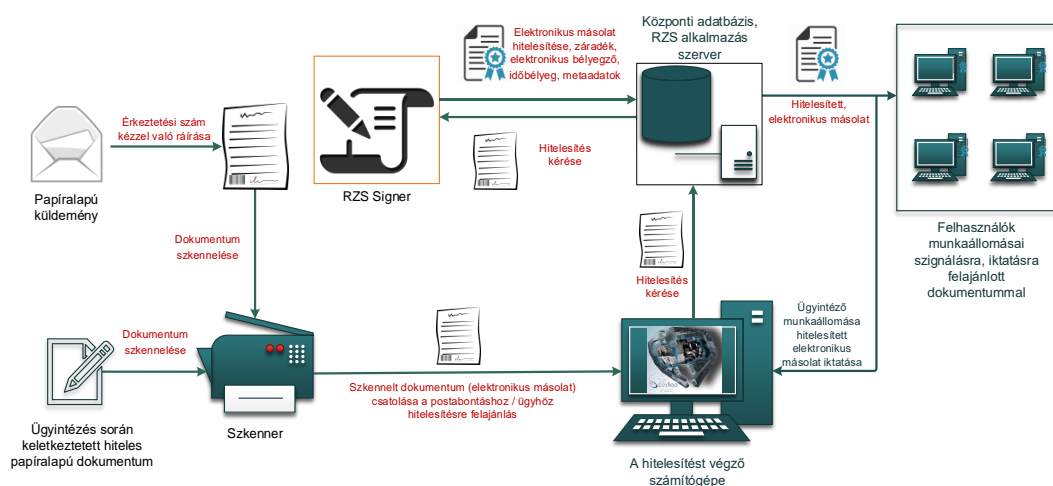 Elektronikus másolat
hitelesítése, záradék,
elektronikus bélyegző,
időbélyeg, metaadatok
Központi adatbázis,
RZS alkalmazás
szerver
Érkeztetési szám
kézzel való ráírása
Hitelesítés
kérése
Hitelesített,
elektronikus másolat
Papíralapú
küldemény
RZS Signer
Felhasználók
munkaállomásai
szignálásra, iktatásra
felajánlott
dokumentummal
Dokumentum
szkennelése
Hitelesítés
kérése
Dokumentum
szkennelése
Ügyintéző
munkaállomása
hitelesített
elektronikus
másolat iktatása
Szkennelt dokumentum (elektronikus másolat)
csatolása a postabontáshoz / ügyhöz
hitelesítésre felajánlás
Ügyintézés során
keletkeztetett hiteles
papíralapú dokumentum
Szkenner
A hitelesítést végző
számítógépe